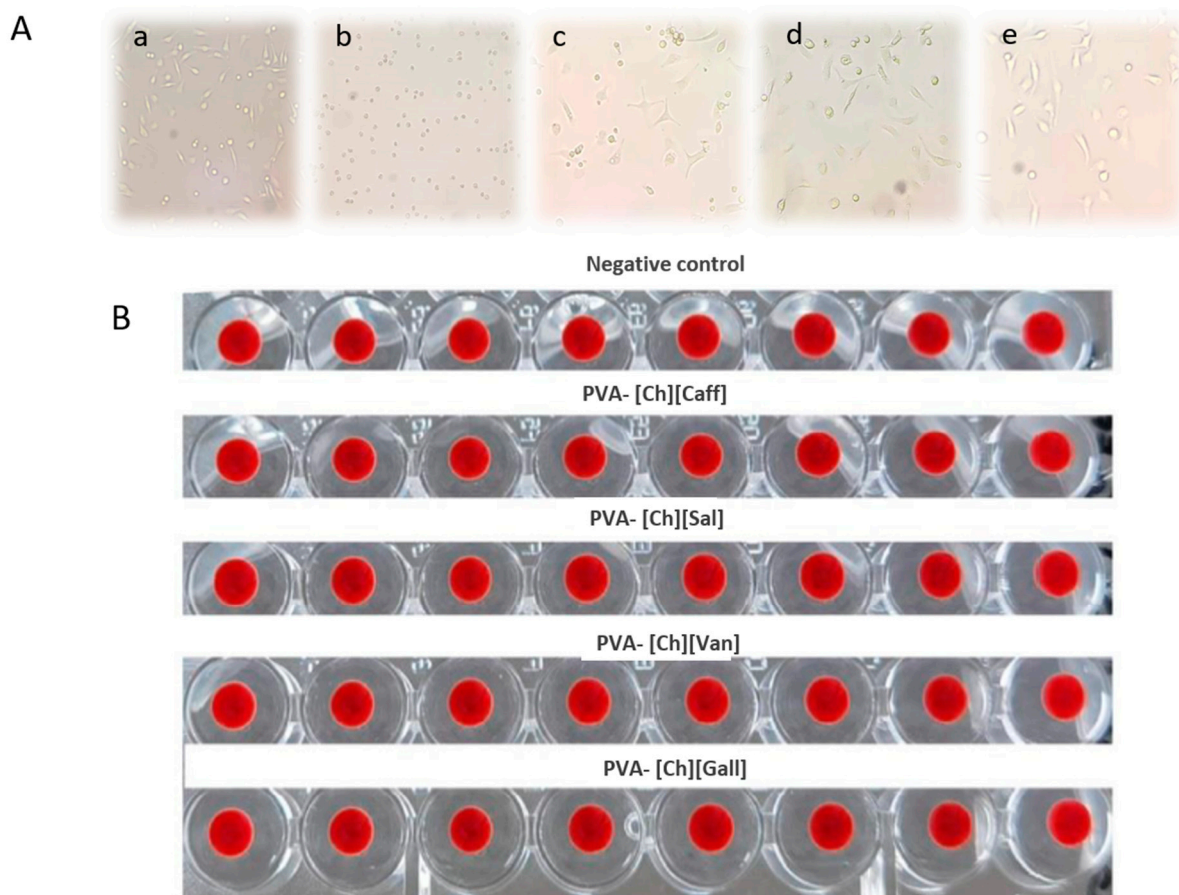 A
a b c d e
Negative control
B
PVA- [Ch][Caff]
PVA- [Ch][Sal]
PVA- [Ch][Van]
PVA- [Ch][Gall]